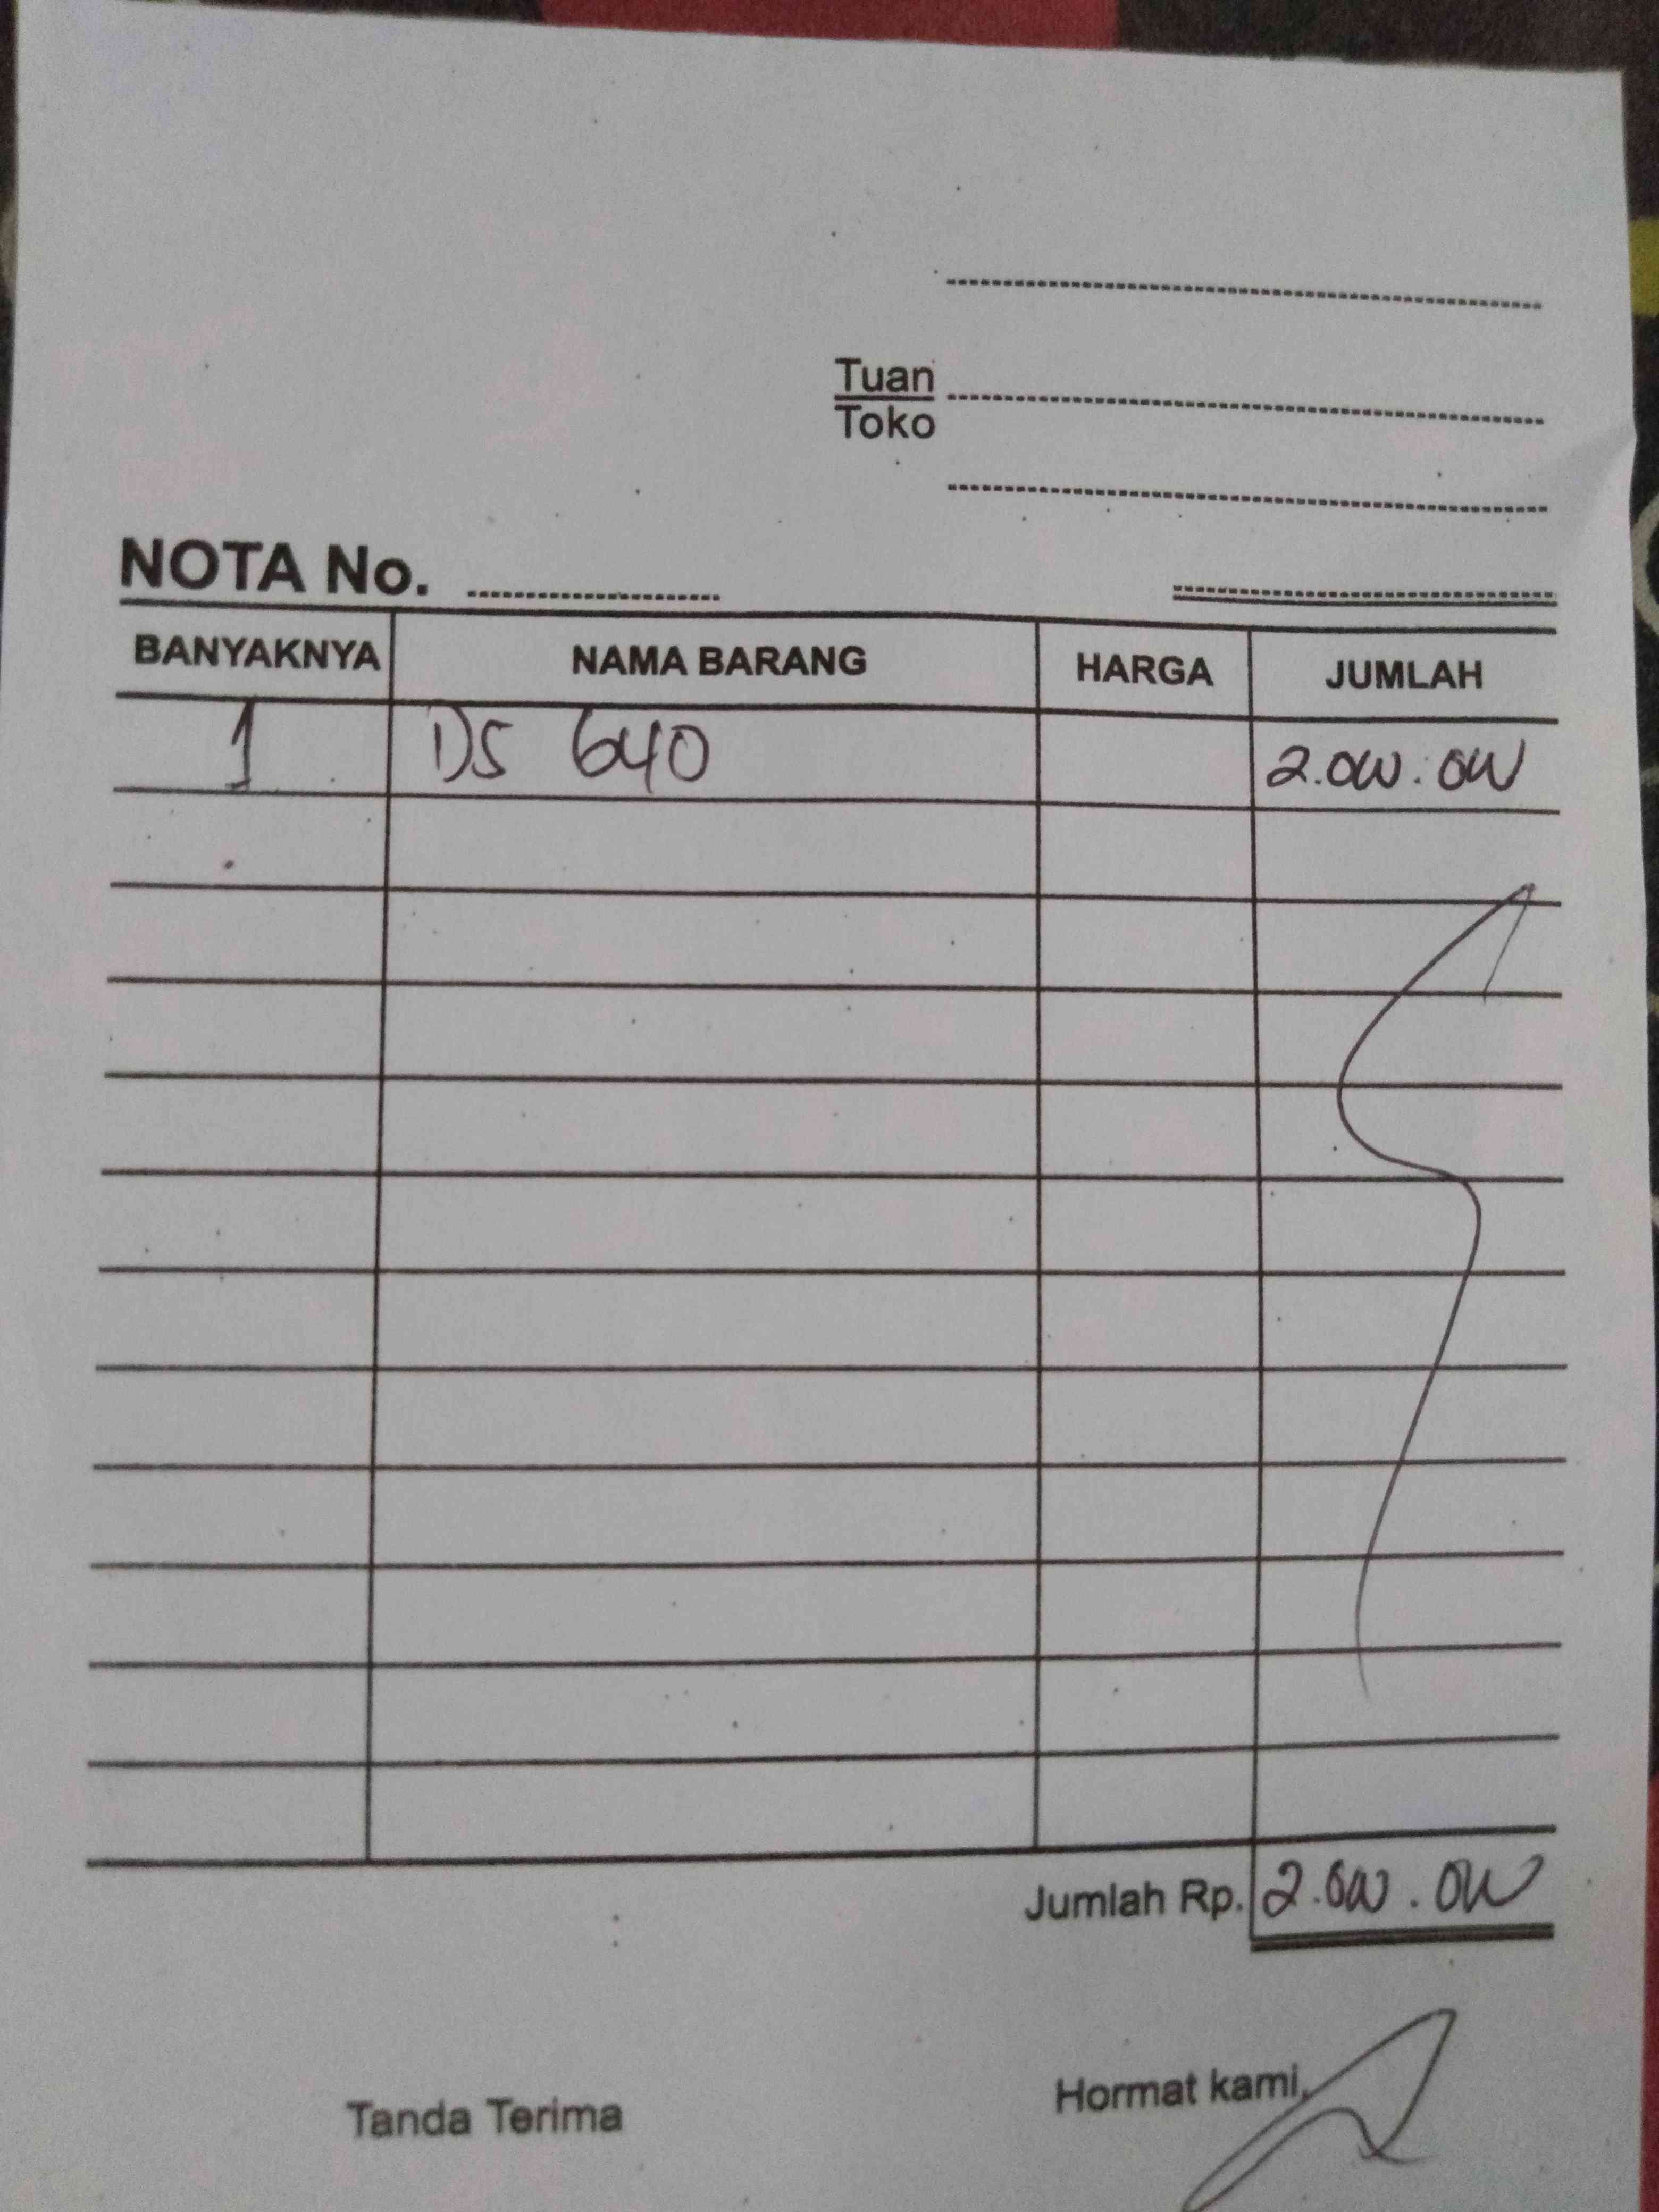 Tuan
Toko
NOTA No.
BANYAKNYA NAMA BARANG HARGA JUMLAH
1 DS 640 2.000.000
Jumlah Rp. 2.000.000
Tanda Terima Hormat kami,